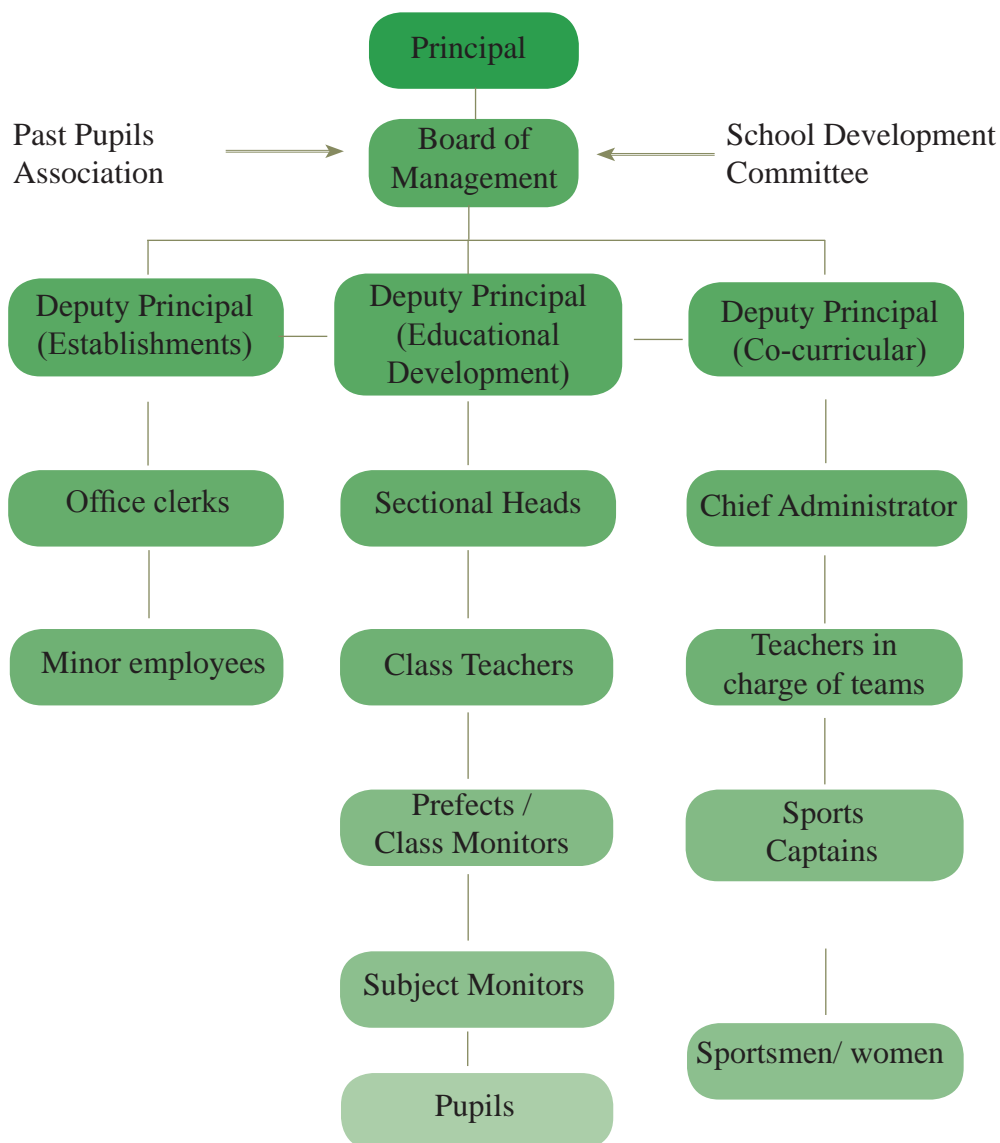 Principal
Past Pupils
Association
Board of
Management
School Development
Committee
Deputy Principal
(Establishments)
Deputy Principal
(Educational
Development)
Deputy Principal
(Co-curricular)
Office clerks
Sectional Heads
Chief Administrator
Minor employees
Class Teachers
Teachers in
charge of teams
Prefects /
Class Monitors
Sports
Captains
Subject Monitors
Sportsmen/ women
Pupils